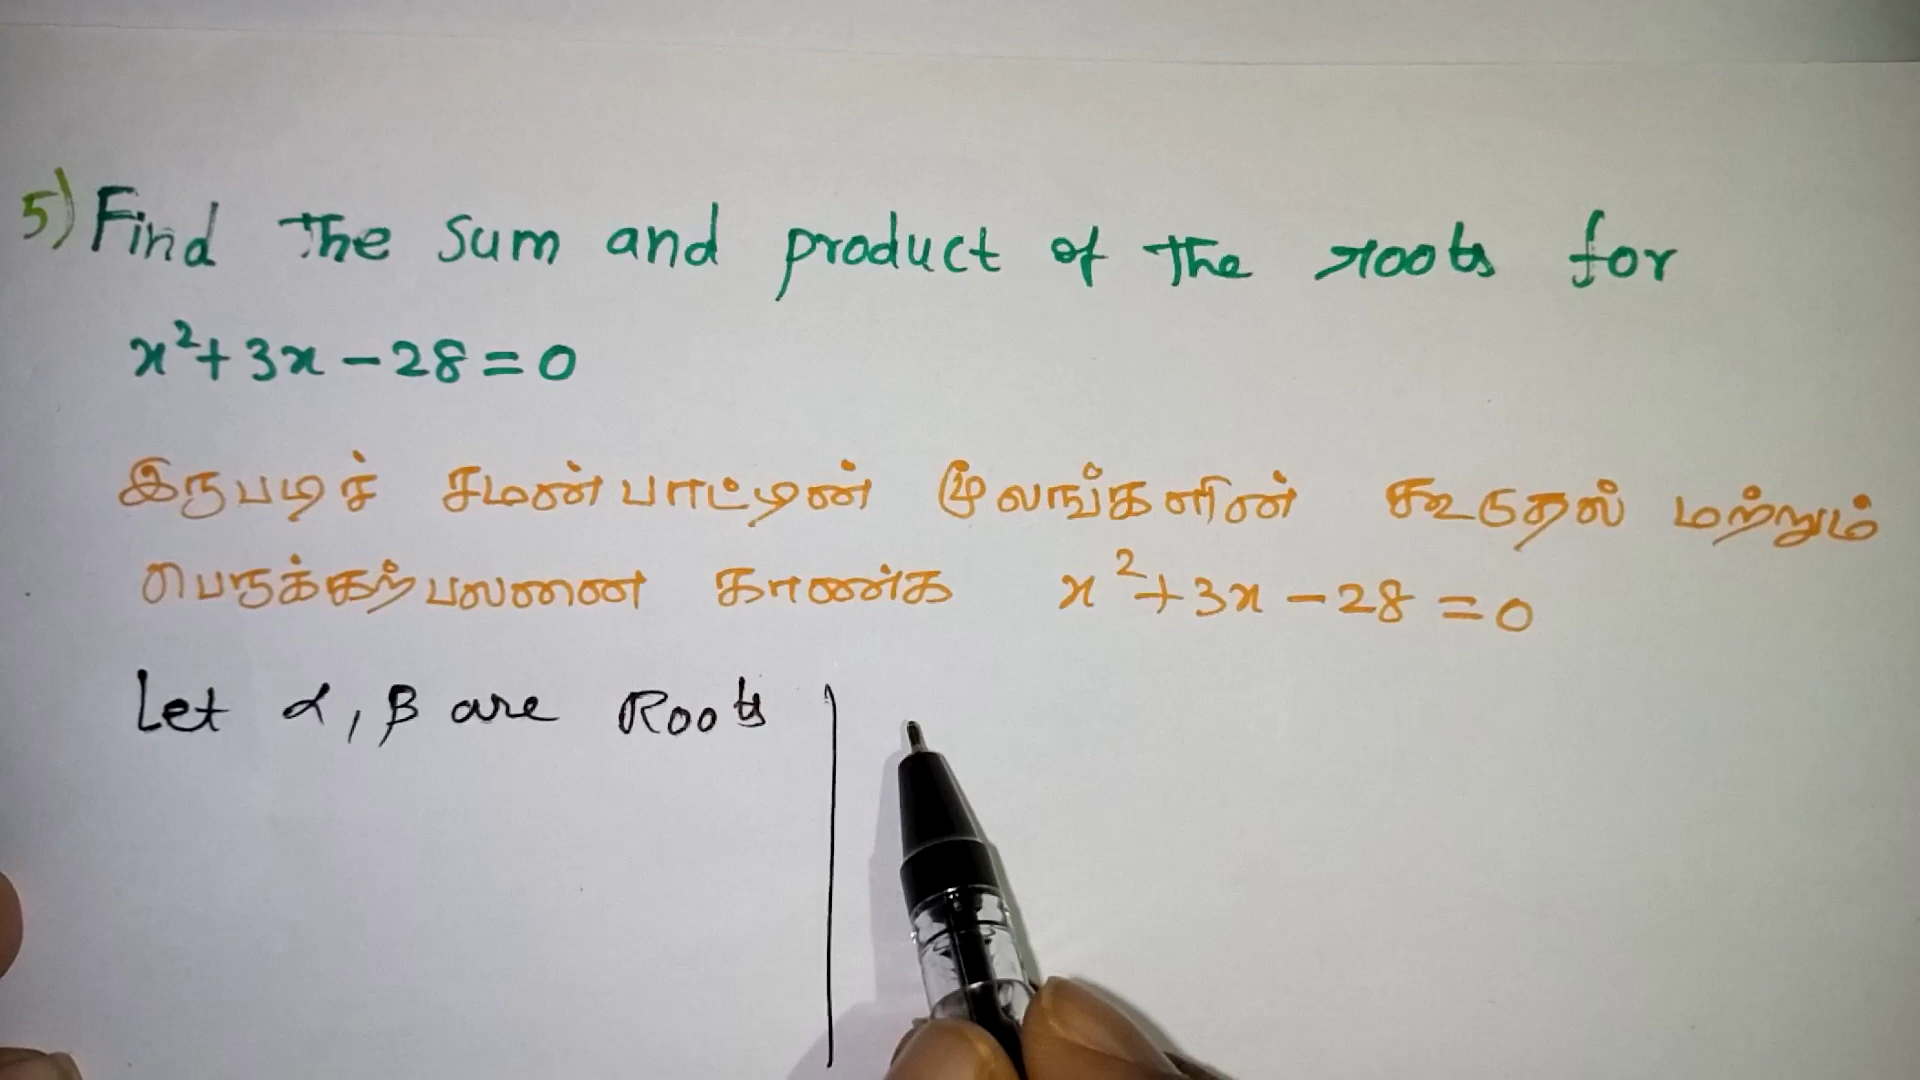 5) Find the sum and product of the roots for
x²+3x-28=0
இருபடிச் சமன்பாட்டின் மூலங்களின் கூடுதல் மற்றும்
பெருக்கற்பலனை காண்க x²+3x-28=0
Let α, β are Roots